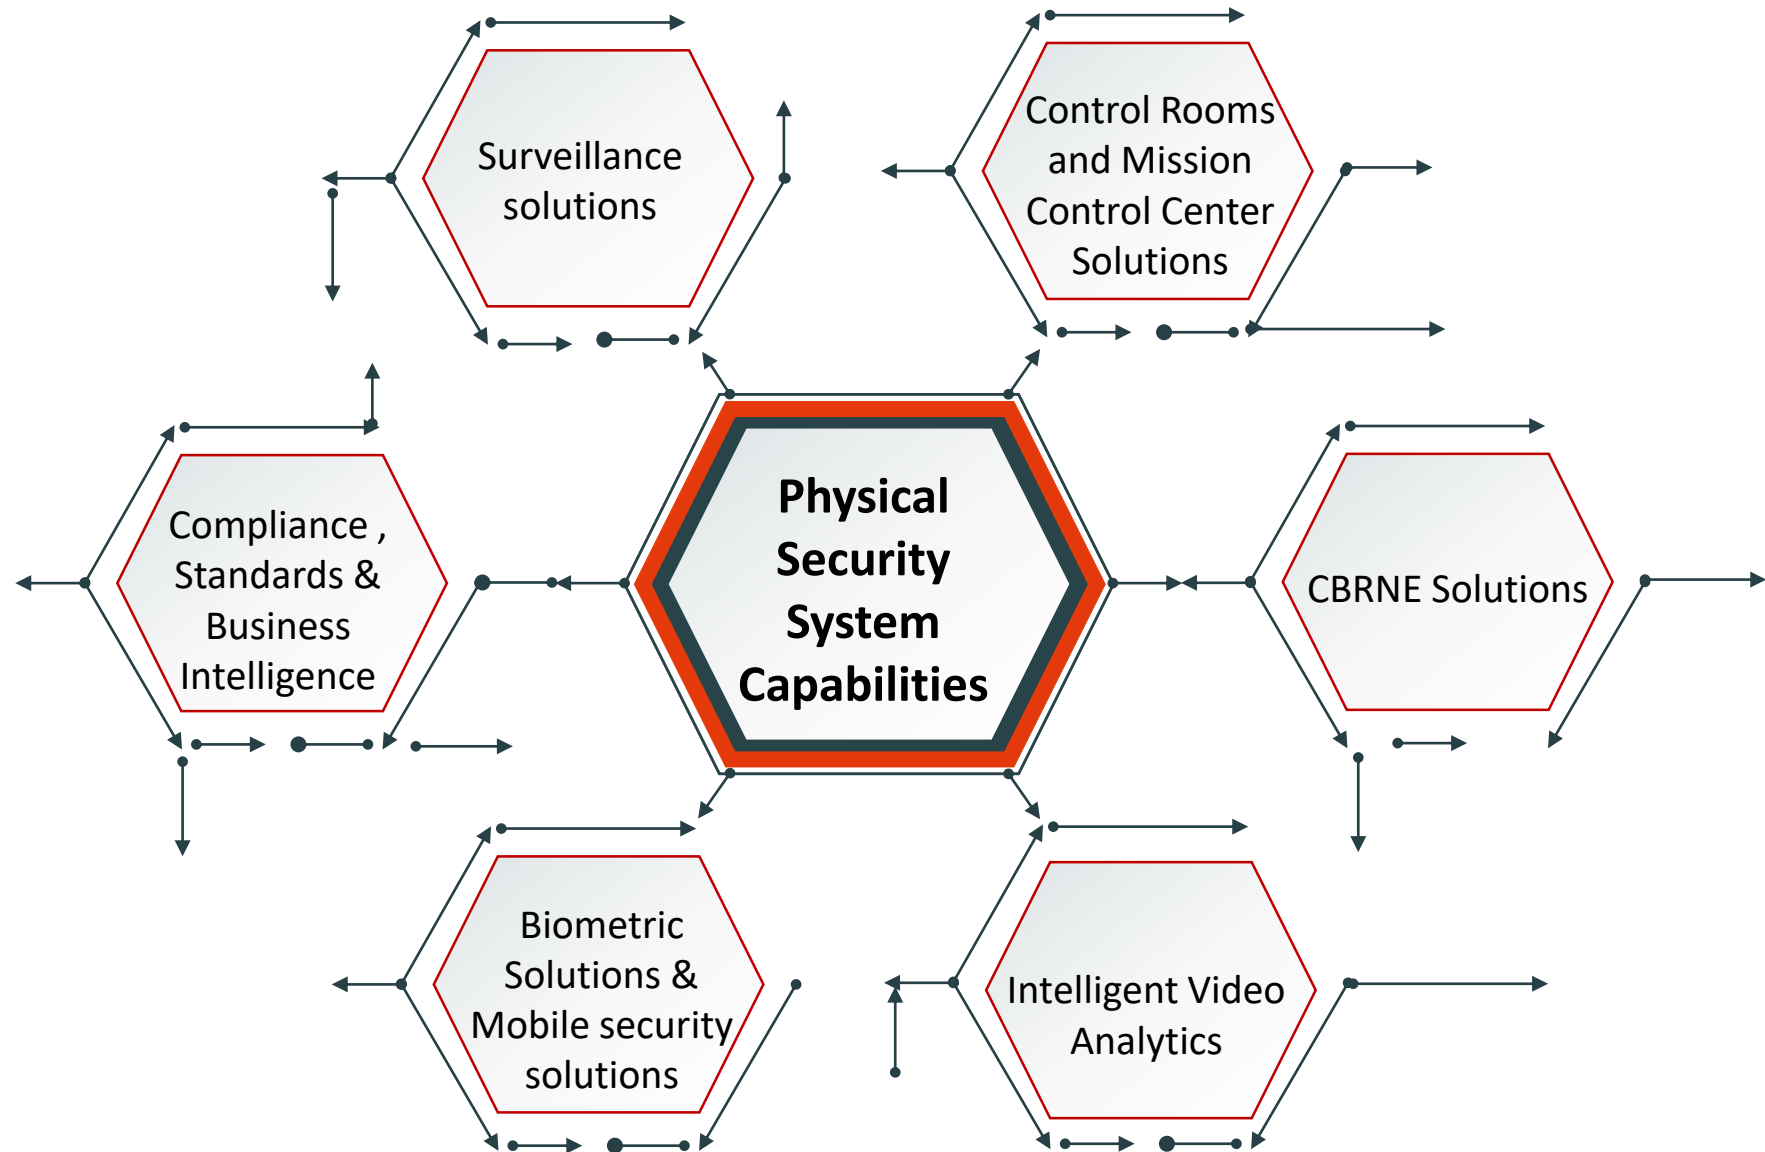 Surveillance
solutions
Control Rooms
and Mission
Control Center
Solutions
Compliance ,
Standards &
Business
Intelligence
Physical
Security
System
Capabilities
CBRNE Solutions
Biometric
Solutions &
Mobile security
solutions
Intelligent Video
Analytics